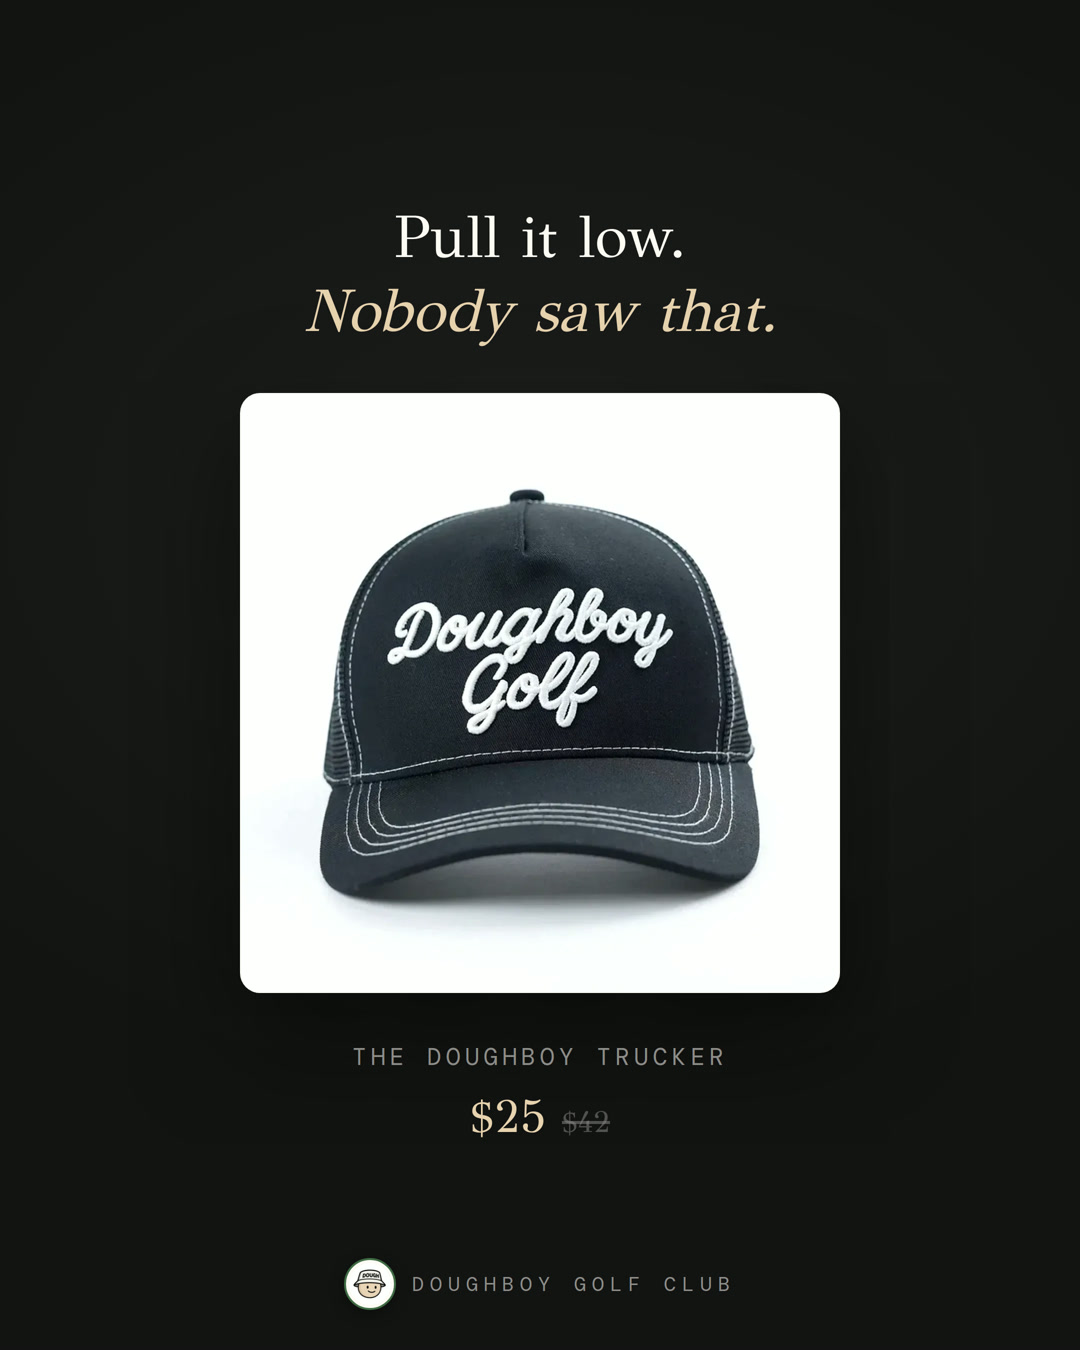 Pull it low.
Nobody saw that.
Doughboy
Golf
THE DOUGHBOY TRUCKER
$25 $42
DOUGH
DOUGHBOY GOLF CLUB